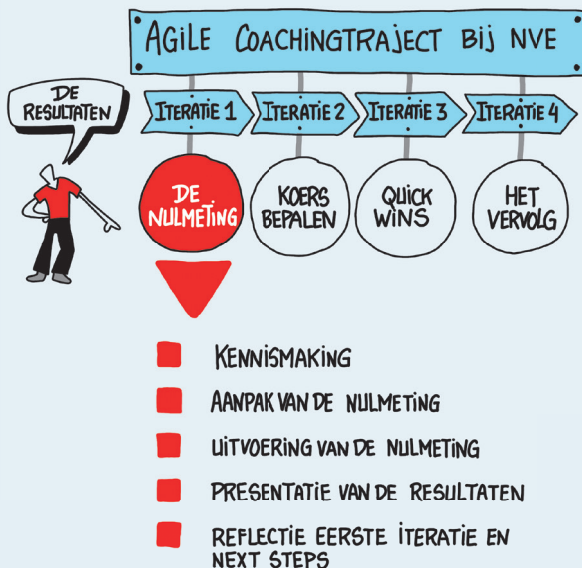 AGILE COACHINGTRAJECT BIJ NVE
DE
RESULTATEN
ITERATIE 1
ITERATIE 2
ITERATIE 3
ITERATIE 4
DE
NULMETING
KOERS
BEPALEN
QUICK
WINS
HET
VERVOLG
KENNISMAKING
AANPAK VAN DE NULMETING
UITVOERING VAN DE NULMETING
PRESENTATIE VAN DE RESULTATEN
REFLECTIE EERSTE ITERATIE EN
NEXT STEPS